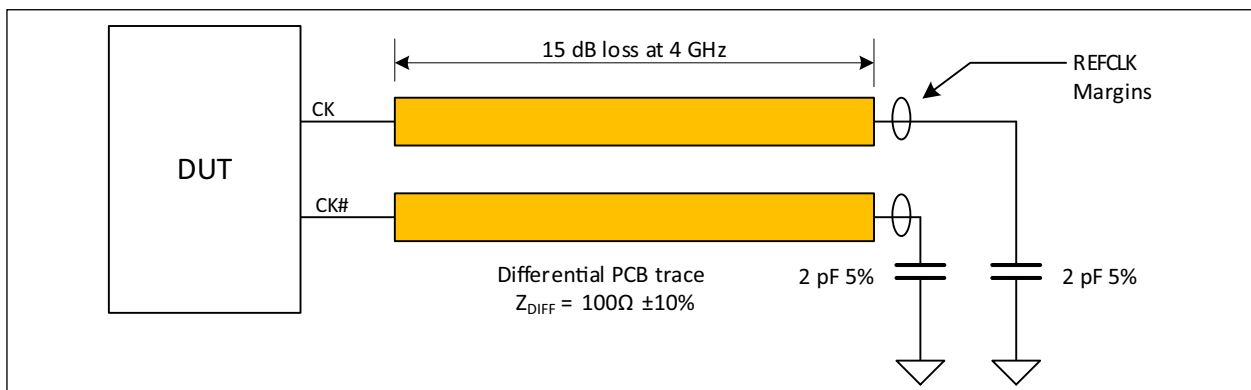 15 dB loss at 4 GHz
REFCLK
Margins
CK
DUT
CK#
Differential PCB trace
Z_DIFF = 100Ω ±10%
2 pF 5%
2 pF 5%